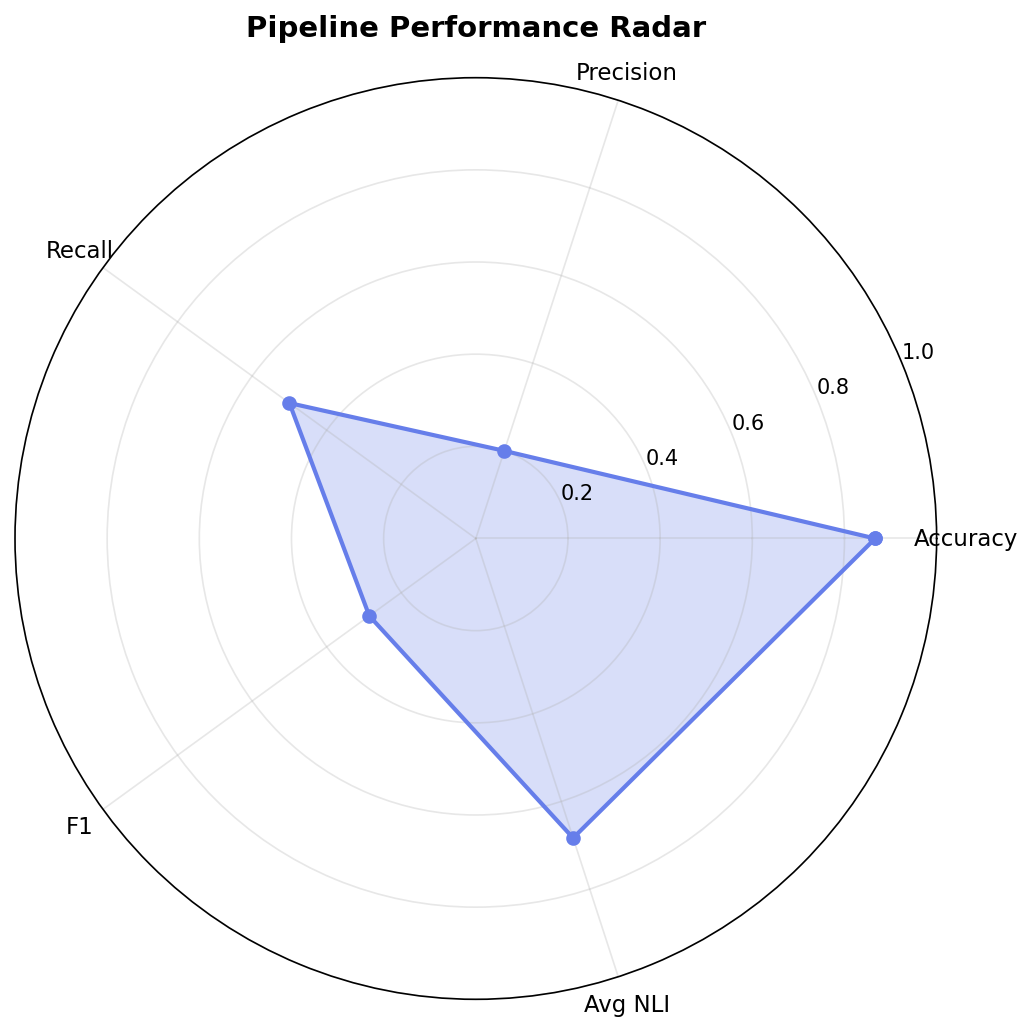 Pipeline Performance Radar
Precision
Recall
1.0
0.8
0.6
0.4
0.2
Accuracy
F1
Avg NLI